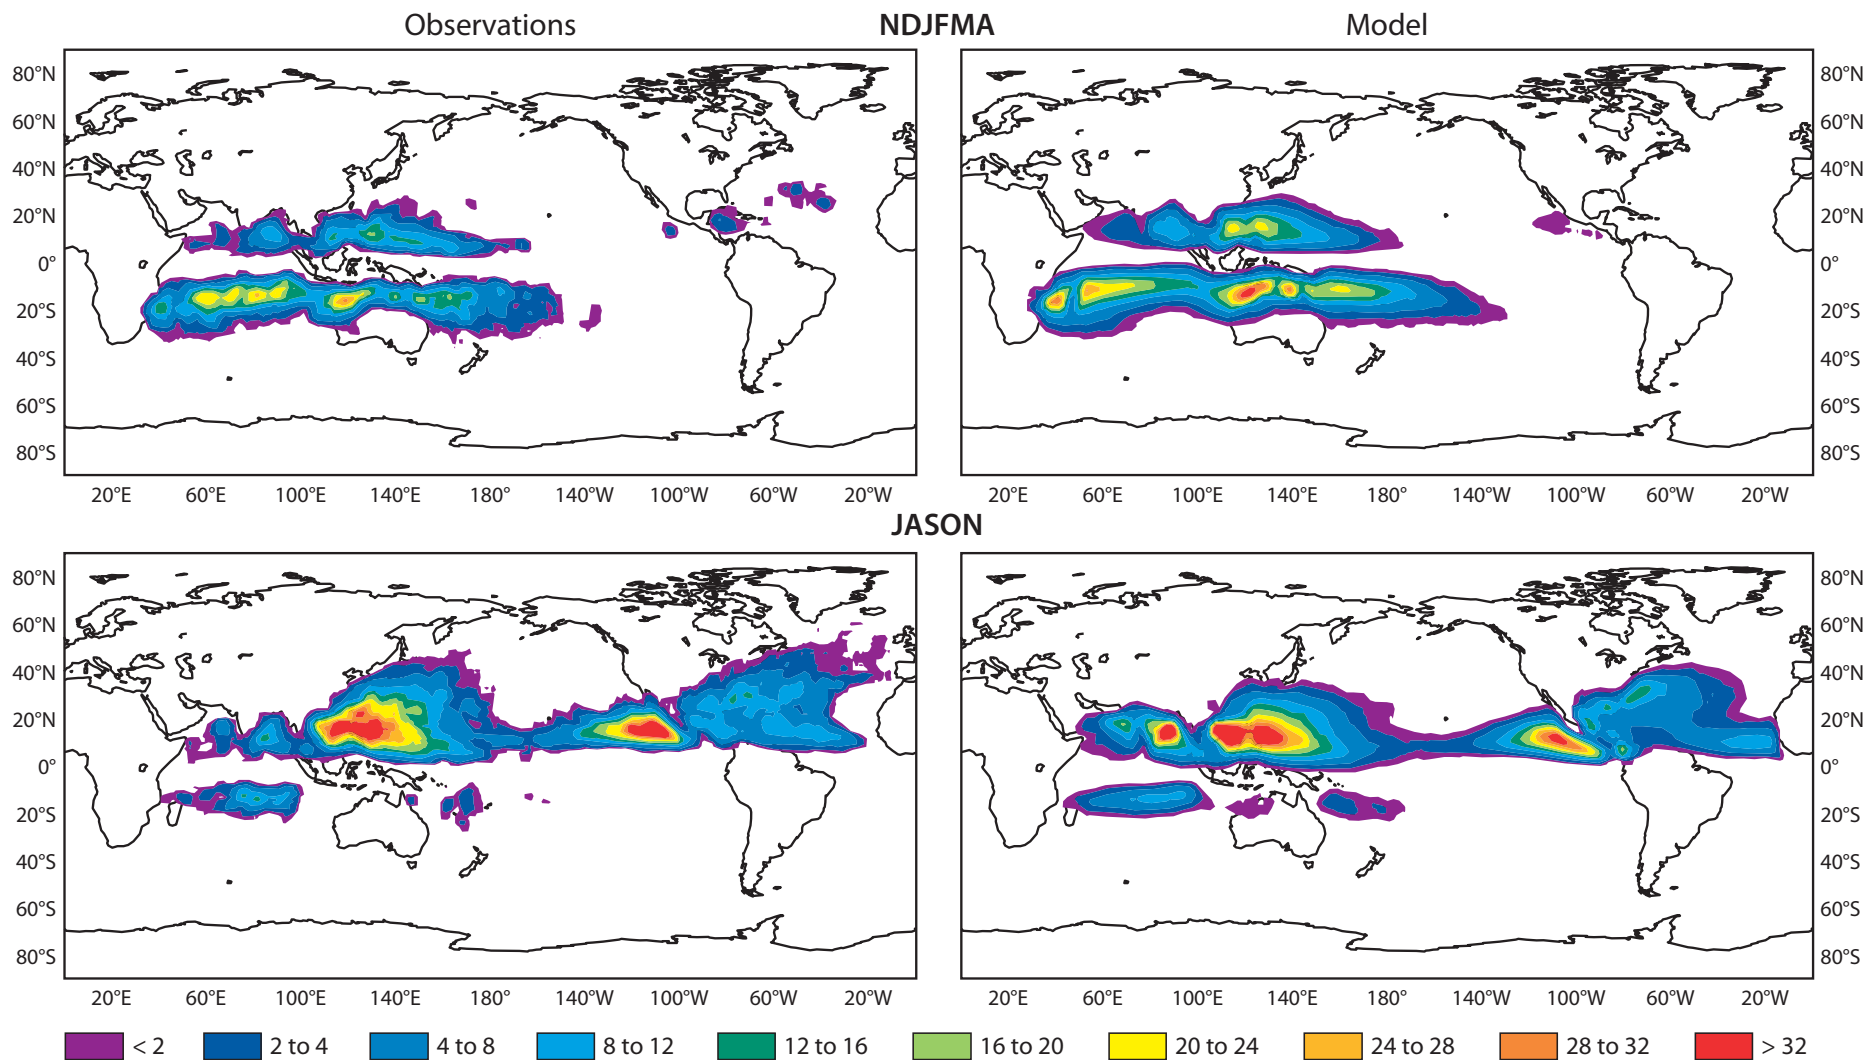 Observations NDJFMA Model
80°N 80°N
60°N 60°N
40°N 40°N
20°N 20°N
0° 0°
20°S 20°S
40°S 40°S
60°S 60°S
80°S 80°S
20°E 60°E 100°E 140°E 180° 140°W 100°W 60°W 20°W 20°E 60°E 100°E 140°E 180° 140°W 100°W 60°W 20°W
JASON
80°N 80°N
60°N 60°N
40°N 40°N
20°N 20°N
0° 0°
20°S 20°S
40°S 40°S
60°S 60°S
80°S 80°S
20°E 60°E 100°E 140°E 180° 140°W 100°W 60°W 20°W 20°E 60°E 100°E 140°E 180° 140°W 100°W 60°W 20°W
< 2 2 to 4 4 to 8 8 to 12 12 to 16 16 to 20 20 to 24 24 to 28 28 to 32 > 32